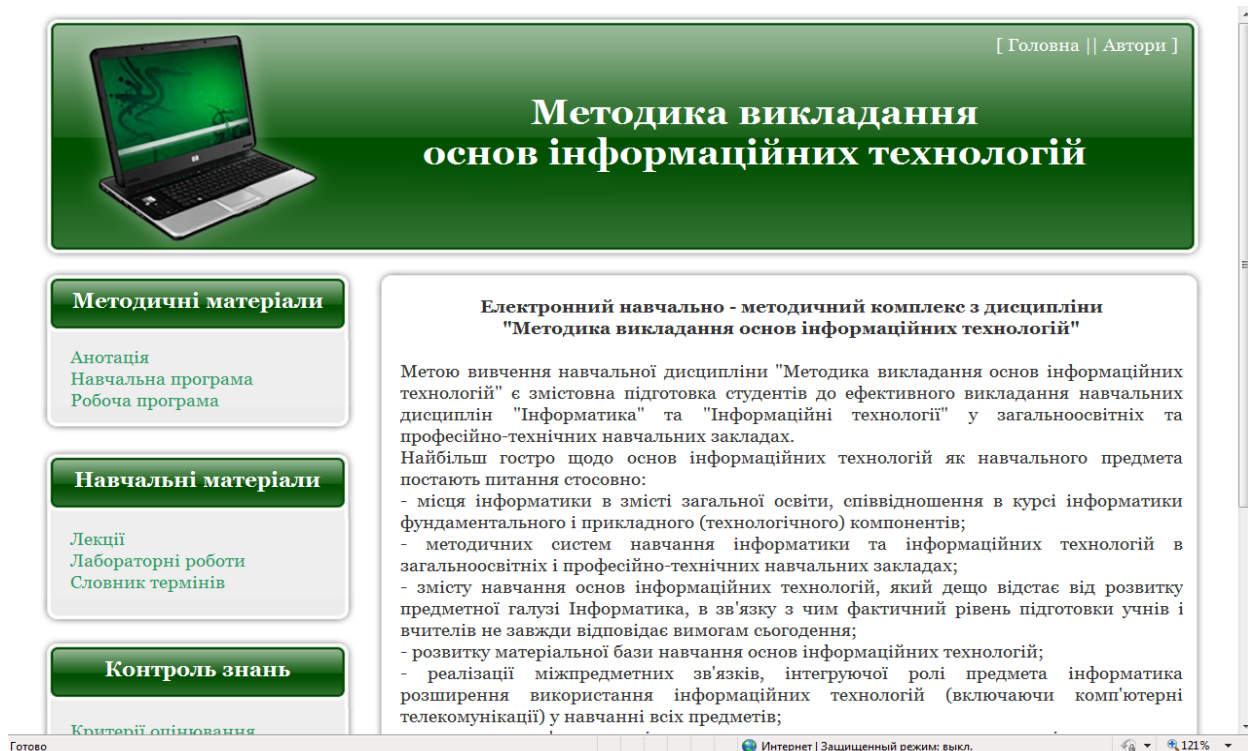 [ Головна || Автори ]
Методика викладання
основ інформаційних технологій
Методичні матеріали
Анотація
Навчальна програма
Робоча програма
Навчальні матеріали
Лекції
Лабораторні роботи
Словник термінів
Контроль знань
Критерії оцінювання
Електронний навчально - методичний комплекс з дисципліни
"Методика викладання основ інформаційних технологій"
Метою вивчення навчальної дисципліни "Методика викладання основ інформаційних
технологій" є змістовна підготовка студентів до ефективного викладання навчальних
дисциплін "Інформатика" та "Інформаційні технології" у загальноосвітніх та
професійно-технічних навчальних закладах.
Найбільш гостро щодо основ інформаційних технологій як навчального предмета
постають питання стосовно:
- місця інформатики в змісті загальної освіти, співвідношення в курсі інформатики
фундаментального і прикладного (технологічного) компонентів;
- методичних систем навчання інформатики та інформаційних технологій в
загальноосвітніх і професійно-технічних навчальних закладах;
- змісту навчання основ інформаційних технологій, який дещо відстає від розвитку
предметної галузі Інформатика, в зв'язку з чим фактичний рівень підготовки учнів і
вчителів не завжди відповідає вимогам сьогодення;
- розвитку матеріальної бази навчання основ інформаційних технологій;
- реалізації міжпредметних зв'язків, інтегруючої ролі предмета інформатика
розширення використання інформаційних технологій (включаючи комп'ютерні
телекомунікації) у навчанні всіх предметів;
Готово
Интернет | Защищенный режим: выкл.
121%